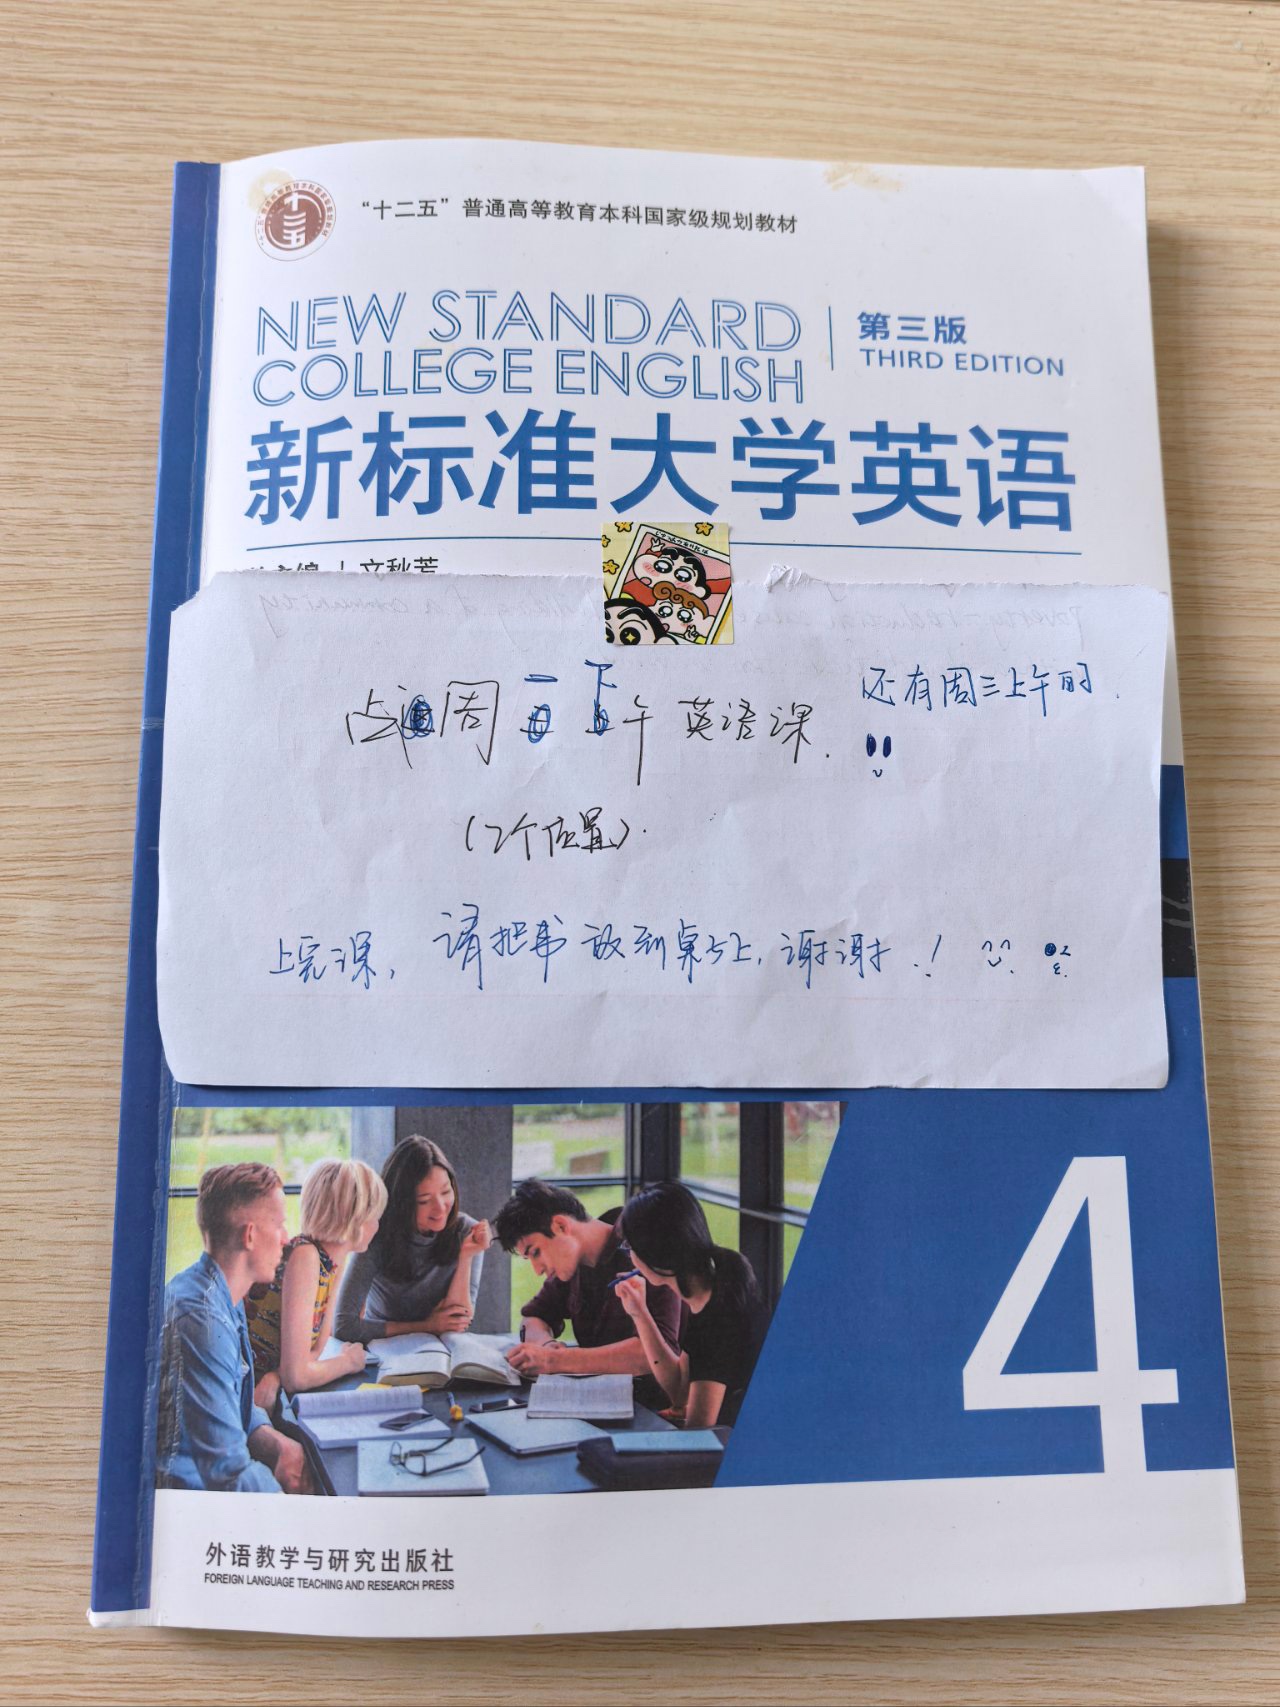 “十二五”普通高等教育本科国家级规划教材
NEW STANDARD
COLLEGE ENGLISH
第三版
THIRD EDITION
新标准大学英语
文秋芳
占周一下午英语课.
还有周三上午的.
(2个位置).
上完课, 请把书放到桌子上, 谢谢!
4
外语教学与研究出版社
FOREIGN LANGUAGE TEACHING AND RESEARCH PRESS